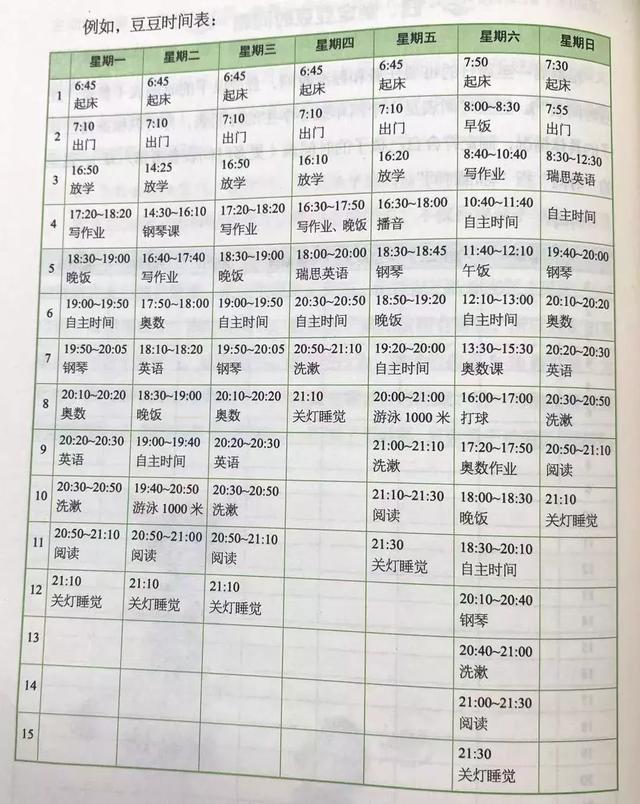 例如，豆豆时间表：
星期一 星期二 星期三 星期四 星期五 星期六 星期日
1 6:45 6:45 6:45 6:45 6:45 7:50 7:30
起床 起床 起床 起床 起床 起床 起床
2 7:10 7:10 7:10 7:10 7:10 8:00~8:30 7:55
出门 出门 出门 出门 出门 早饭 出门
3 16:50 14:25 16:50 16:10 16:20 8:40~10:40 8:30~12:30
放学 放学 放学 放学 放学 写作业 瑞思英语
4 17:20~18:20 14:30~16:10 17:20~18:20 16:30~17:50 16:30~18:00 10:40~11:40 自主时间
写作业 钢琴课 写作业 写作业、晚饭 播音 自主时间
5 18:30~19:00 16:40~17:40 18:30~19:00 18:00~20:00 18:30~18:45 11:40~12:10 19:40~20:00
晚饭 写作业 晚饭 瑞思英语 钢琴 午饭 钢琴
6 19:00~19:50 17:50~18:00 19:00~19:50 20:30~20:50 18:50~19:20 12:10~13:00 20:10~20:20
自主时间 奥数 自主时间 自主时间 晚饭 自主时间 奥数
7 19:50~20:05 18:10~18:20 19:50~20:05 20:50~21:10 19:20~20:00 13:30~15:30 20:20~20:30
钢琴 英语 钢琴 洗漱 自主时间 奥数课 英语
8 20:10~20:20 18:30~19:00 20:10~20:20 21:10 20:00~21:00 16:00~17:00 20:30~20:50
奥数 晚饭 奥数 关灯睡觉 游泳1000米 打球 洗漱
9 20:20~20:30 19:00~19:40 20:20~20:30 21:00~21:10 17:20~17:50 20:50~21:10
英语 自主时间 英语 洗漱 奥数作业 阅读
10 20:30~20:50 19:40~20:50 20:30~20:50 21:10~21:30 18:00~18:30 21:10
洗漱 游泳1000米 洗漱 阅读 晚饭 关灯睡觉
11 20:50~21:10 20:50~21:00 20:50~21:10 21:30 18:30~20:10
阅读 阅读 阅读 关灯睡觉 自主时间
12 21:10 21:10 21:10 20:10~20:40
关灯睡觉 关灯睡觉 关灯睡觉 钢琴
13 20:40~21:00
洗漱
14 21:00~21:30
阅读
15 21:30
关灯睡觉